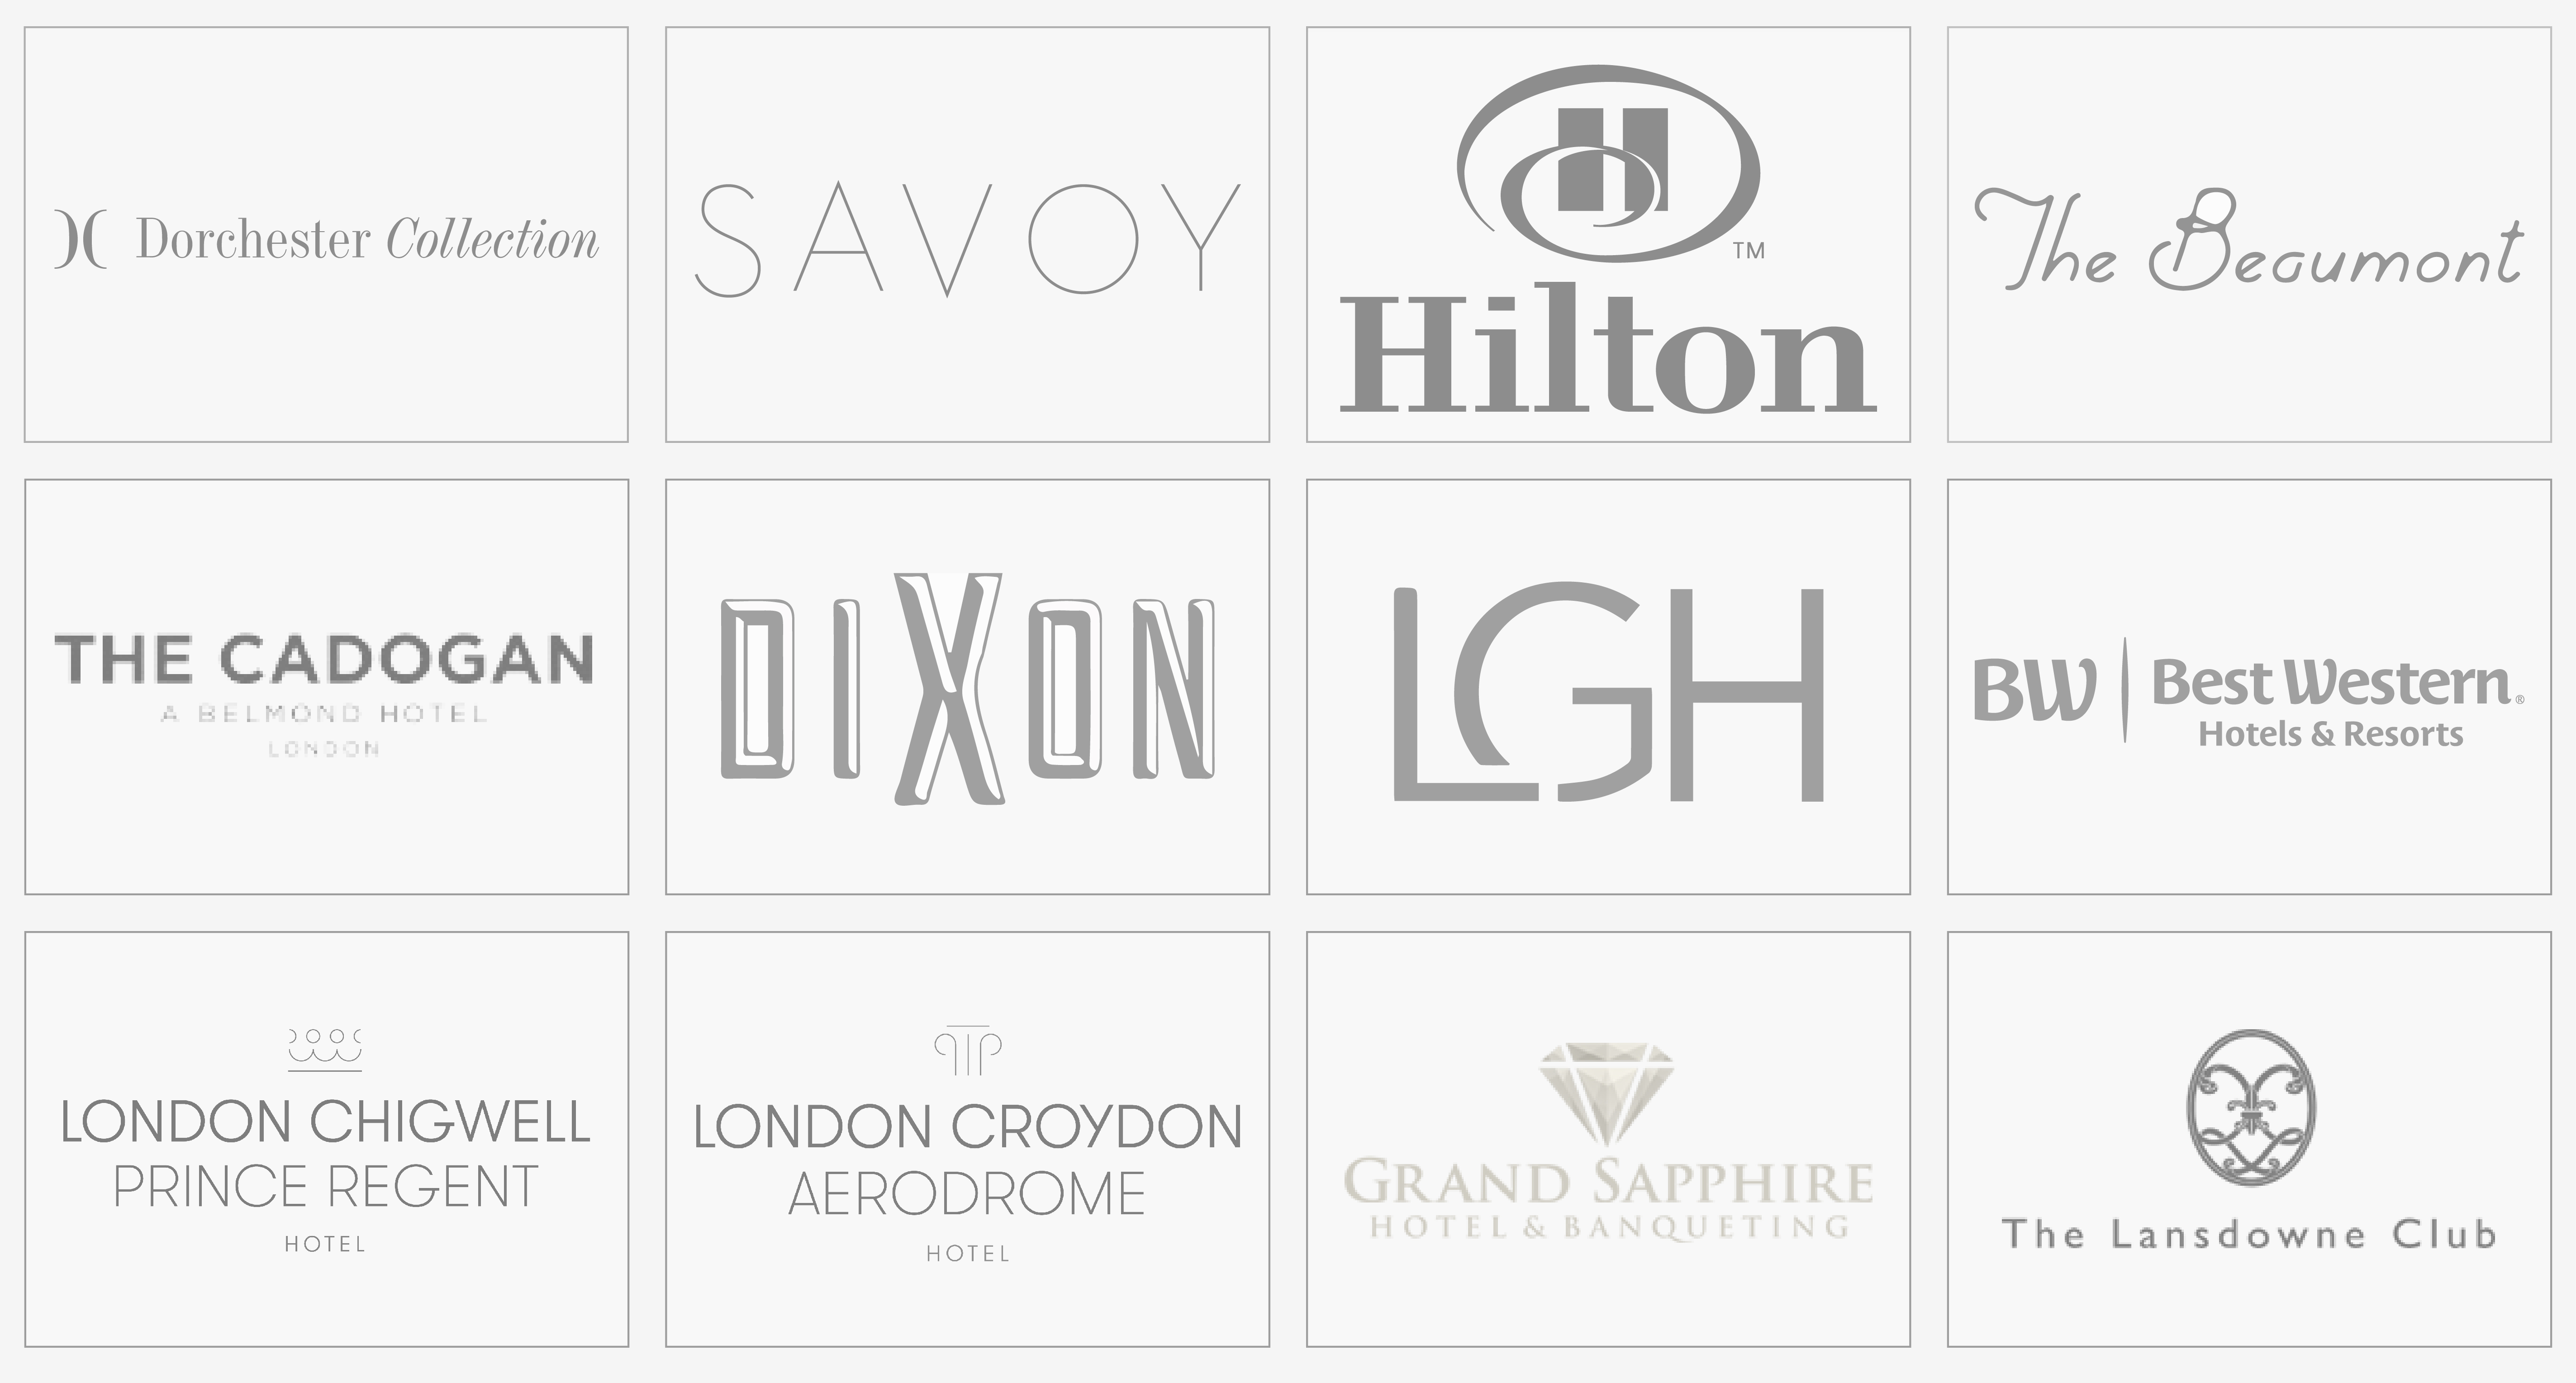 Dorchester Collection
SAVOY
TM
Hilton
The Beaumont
THE CADOGAN
A BELMOND HOTEL
LONDON
DIXON
LGH
BW
Best Western®
Hotels & Resorts
LONDON CHIGWELL
PRINCE REGENT
HOTEL
LONDON CROYDON
AERODROME
HOTEL
GRAND SAPPHIRE
HOTEL & BANQUETING
The Lansdowne Club